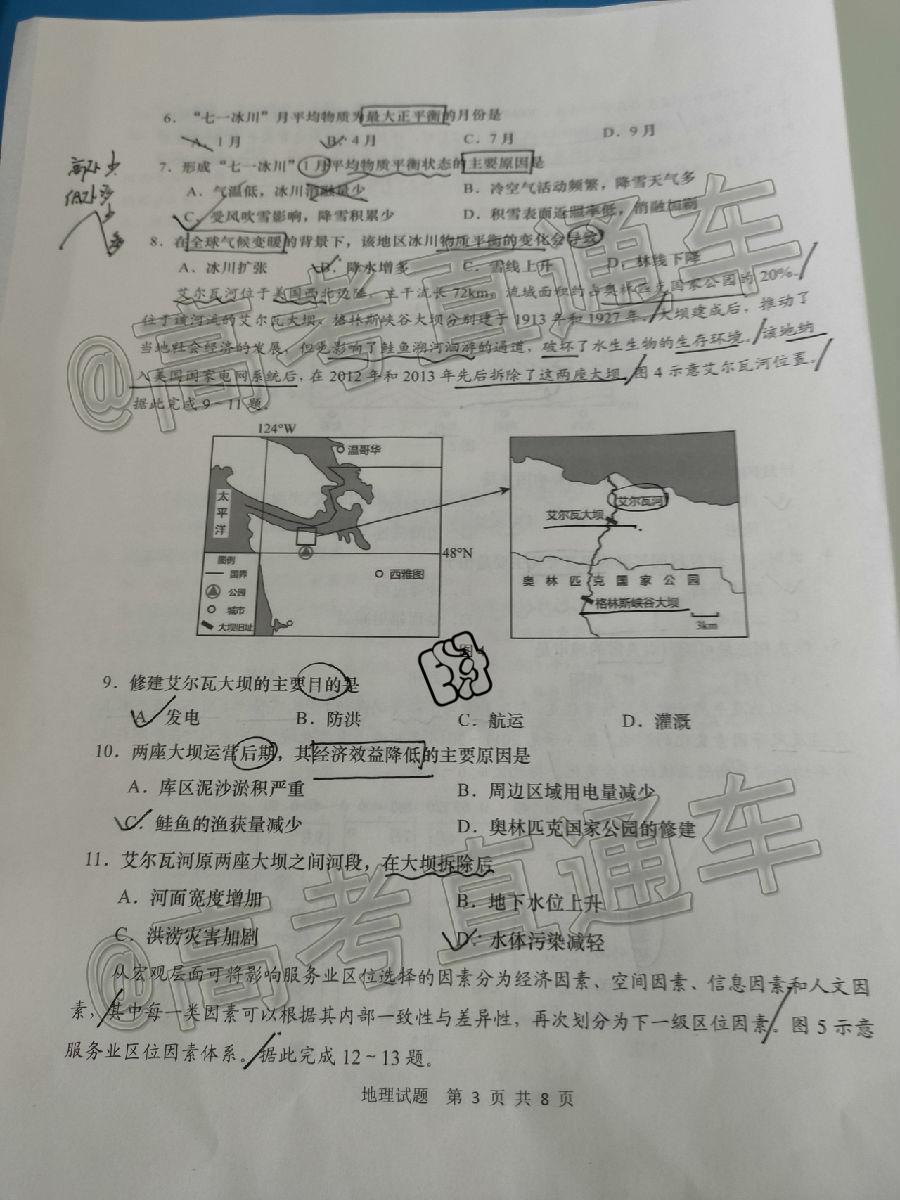 6．“七一冰川”月平均物质为最大正平衡的月份是
A．1月 B．4月 C．7月 D．9月
7．形成“七一冰川”1月平均物质平衡状态的主要原因是
A．气温低，冰川消融量少 B．冷空气活动频繁，降雪天气多
C．受风吹雪影响，降雪积累少 D．积雪表面反照率低，消融加剧
8．在全球气候变暖的背景下，该地区冰川物质平衡的变化会导致
A．冰川扩张 B．降水增多 C．雪线上升 D．林线下降
艾尔瓦河位于美国西北边陲，主干流长72km，流域面积约占奥林匹克国家公园的20%。
位于该河流的艾尔瓦大坝、格林斯峡谷大坝分别建于1913年和1927年。大坝建成后，推动了
当地社会经济的发展，但更影响了鲑鱼溯河洄游的通道，破坏了水生生物的生存环境。该地纳
入美国国家电网系统后，在2012年和2013年先后拆除了这两座大坝。图4示意艾尔瓦河位置。
据此完成9～11题。
124°W
温哥华
太平洋
48°N
图例
国界
公园
城市
大坝旧址
西雅图
艾尔瓦河
艾尔瓦大坝
奥林匹克国家公园
格林斯峡谷大坝
3km
图4
9．修建艾尔瓦大坝的主要目的是
A．发电 B．防洪 C．航运 D．灌溉
10．两座大坝运营后期，其经济效益降低的主要原因是
A．库区泥沙淤积严重 B．周边区域用电量减少
C．鲑鱼的渔获量减少 D．奥林匹克国家公园的修建
11．艾尔瓦河原两座大坝之间河段，在大坝拆除后
A．河面宽度增加 B．地下水位上升
C．洪涝灾害加剧 D．水体污染减轻
从宏观层面可将影响服务业区位选择的因素分为经济因素、空间因素、信息因素和人文因
素，其中每一类因素可以根据其内部一致性与差异性，再次划分为下一级区位因素。图5示意
服务业区位因素体系。据此完成12～13题。
地理试题 第3页共8页
@高考直通车
@高考直通车